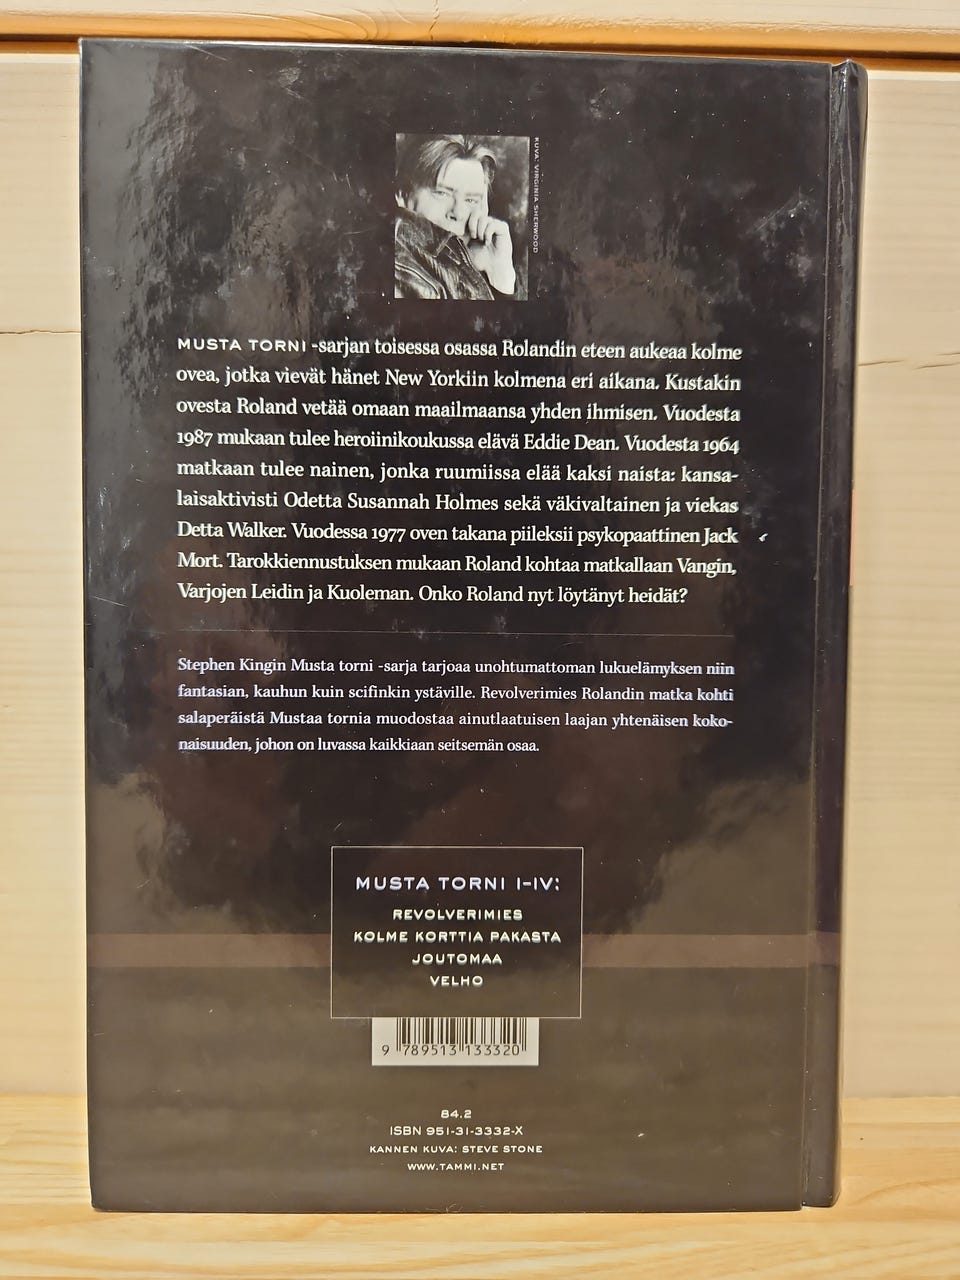 KUVA: VIRGINIA SHERWOOD
MUSTA TORNI -sarjan toisessa osassa Rolandin eteen aukeaa kolme
ovea, jotka vievät hänet New Yorkiin kolmena eri aikana. Kustakin
ovesta Roland vetää omaan maailmaansa yhden ihmisen. Vuodesta
1987 mukaan tulee heroiinikoukussa elävä Eddie Dean. Vuodesta 1964
matkaan tulee nainen, jonka ruumiissa elää kaksi naista: kansa-
laisaktivisti Odetta Susannah Holmes sekä väkivaltainen ja viekas
Detta Walker. Vuodessa 1977 oven takana piileksii psykopaattinen Jack
Mort. Tarokkiennustuksen mukaan Roland kohtaa matkallaan Vangin,
Varjojen Leidin ja Kuoleman. Onko Roland nyt löytänyt heidät?
Stephen Kingin Musta torni -sarja tarjoaa unohtumattoman lukuelämyksen niin
fantasian, kauhun kuin scifinkin ystäville. Revolverimies Rolandin matka kohti
salaperäistä Mustaa tornia muodostaa ainutlaatuisen laajan yhtenäisen koko-
naisuuden, johon on luvassa kaikkiaan seitsemän osaa.
MUSTA TORNI I-IV:
REVOLVERIMIES
KOLME KORTTIA PAKASTA
JOUTOMAA
VELHO
9 789513 133320
84.2
ISBN 951-31-3332-X
KANNEN KUVA: STEVE STONE
WWW.TAMMI.NET